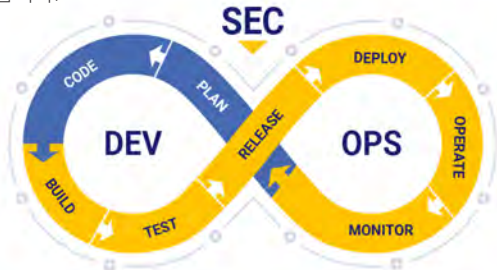 SEC
DEV
OPS
PLAN
CODE
BUILD
TEST
RELEASE
DEPLOY
OPERATE
MONITOR